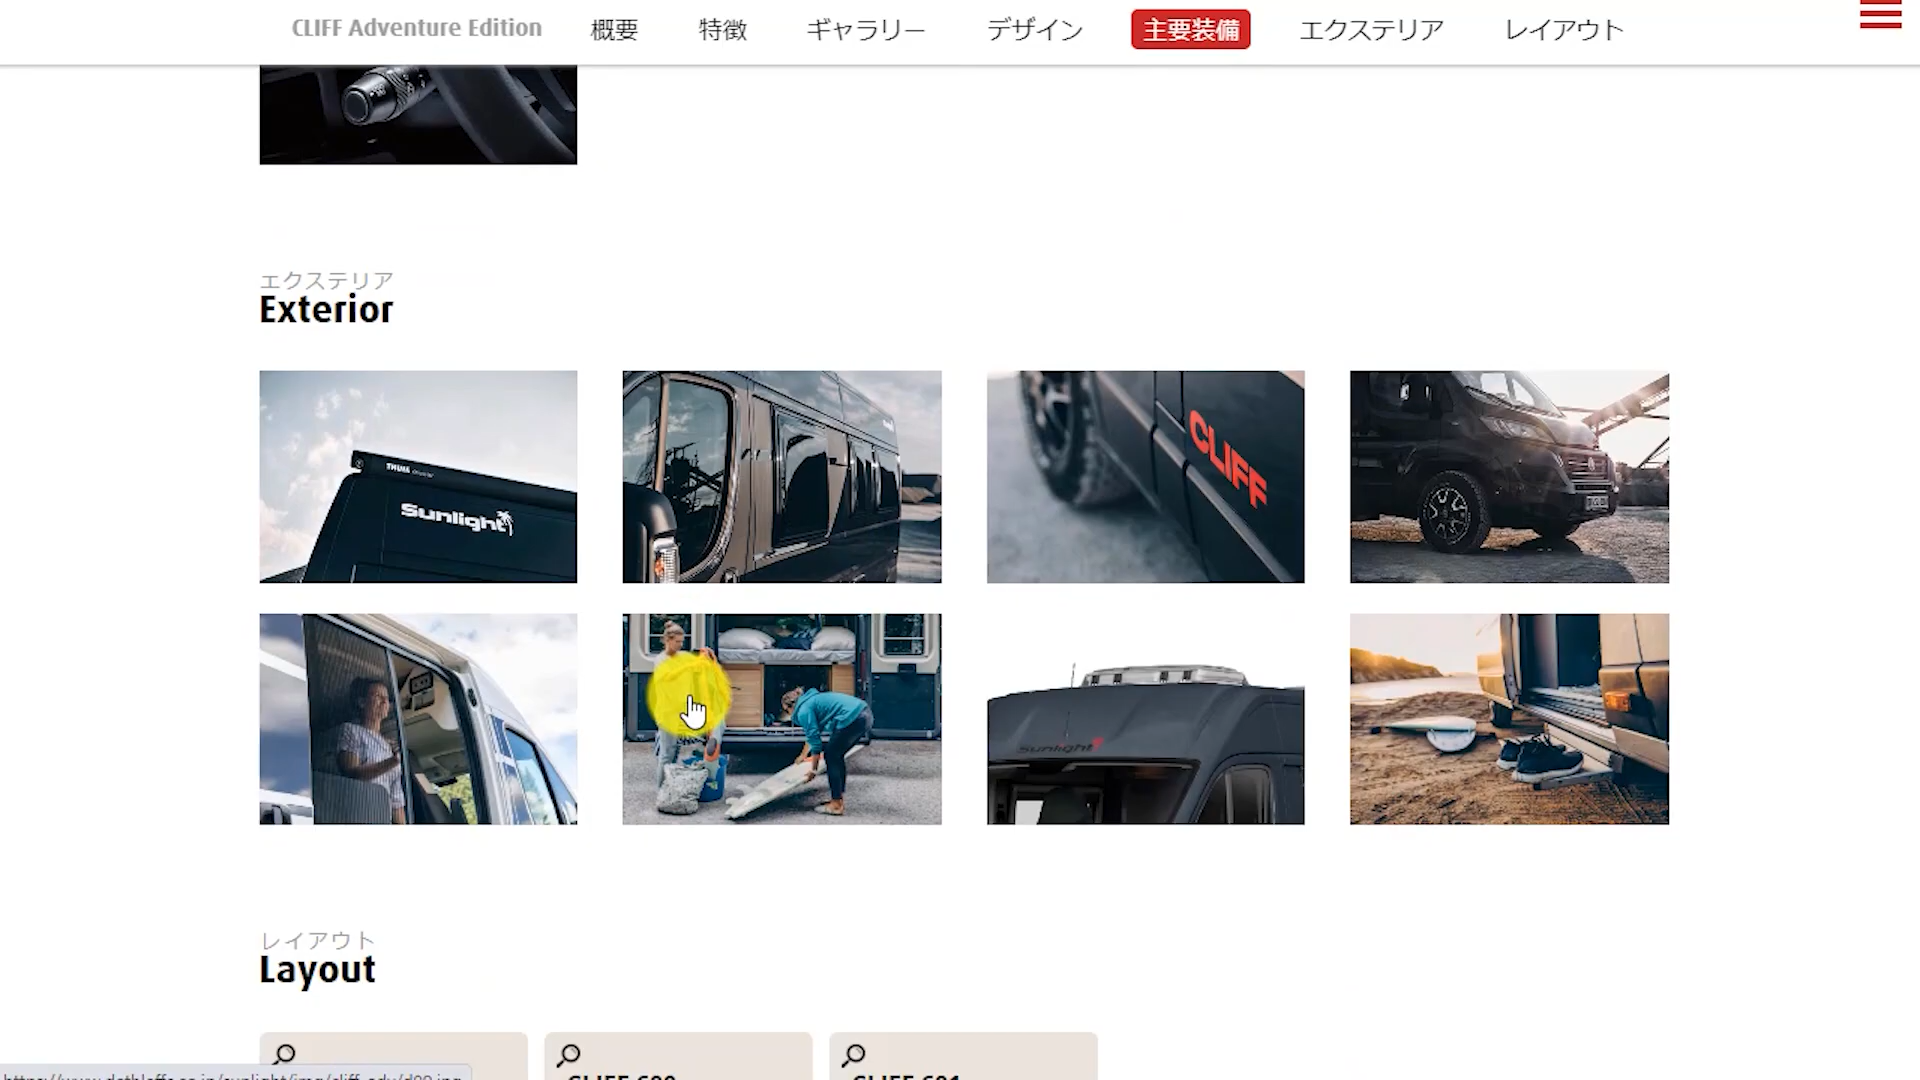 CLIFF Adventure Edition 概要 特徴 ギャラリー デザイン 主要装備 エクステリア レイアウト
エクステリア
Exterior
THULE
Sunlight
CLIFF
Sunlight
レイアウト
Layout